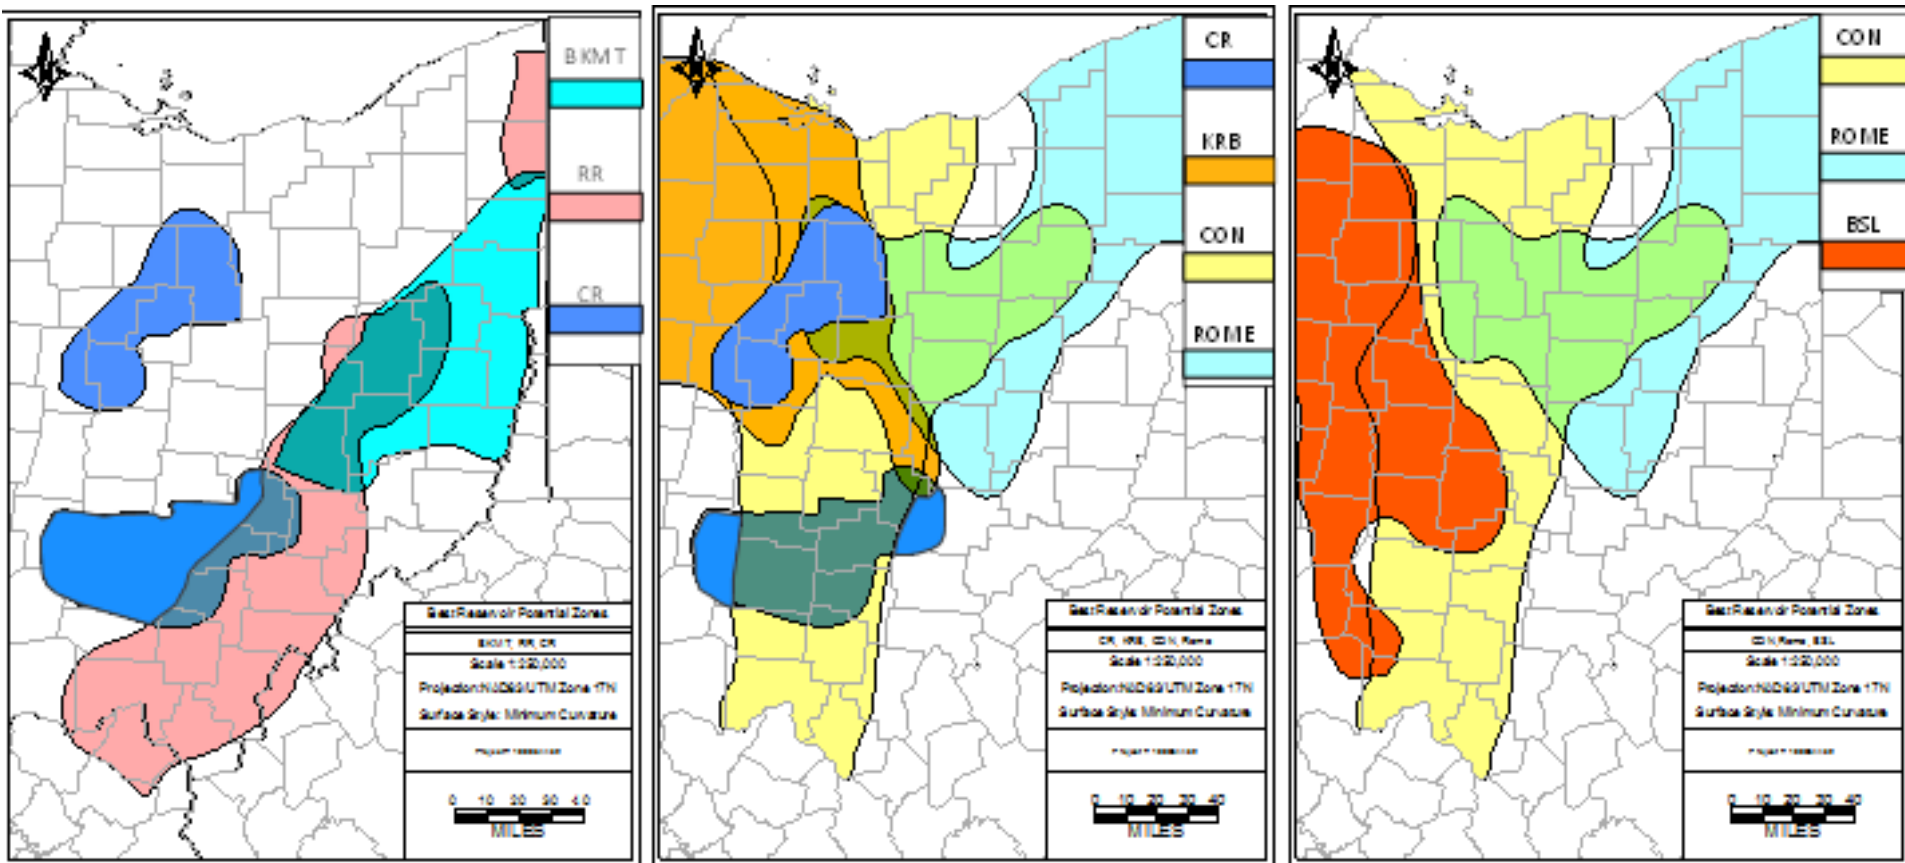 BKMT
RR
CR
Best Reservoir Potential Zones
BKMT, RR, CR
Scale 1:250,000
Projection:NAD83/UTM Zone 17N
Surface Style: Minimum Curvature
0 10 20 30 40
MILES
CR
KRB
CON
ROME
Best Reservoir Potential Zones
CR, KRB, CON, Rome
Scale 1:250,000
Projection:NAD83/UTM Zone 17N
Surface Style: Minimum Curvature
0 10 20 30 40
MILES
CON
ROME
BSL
Best Reservoir Potential Zones
CON, Rome, BSL
Scale 1:250,000
Projection:NAD83/UTM Zone 17N
Surface Style: Minimum Curvature
0 10 20 30 40
MILES